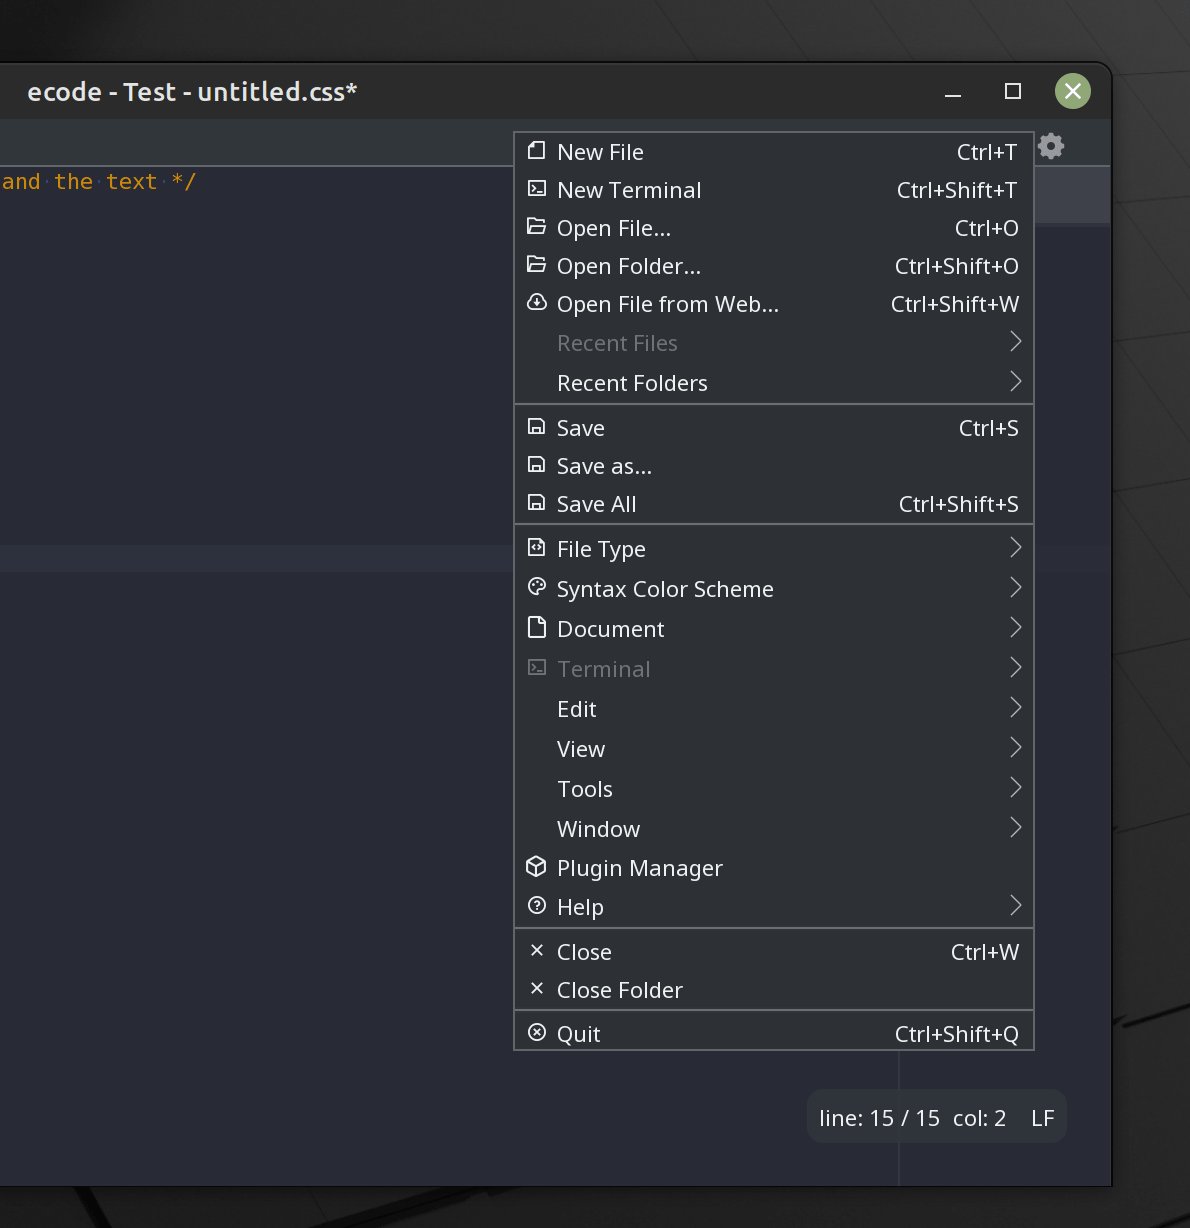 ecode - Test - untitled.css*
and the text */
New File Ctrl+T
New Terminal Ctrl+Shift+T
Open File... Ctrl+O
Open Folder... Ctrl+Shift+O
Open File from Web... Ctrl+Shift+W
Recent Files
Recent Folders
Save Ctrl+S
Save as...
Save All Ctrl+Shift+S
File Type
Syntax Color Scheme
Document
Terminal
Edit
View
Tools
Window
Plugin Manager
Help
Close Ctrl+W
Close Folder
Quit Ctrl+Shift+Q
line: 15 / 15 col: 2 LF